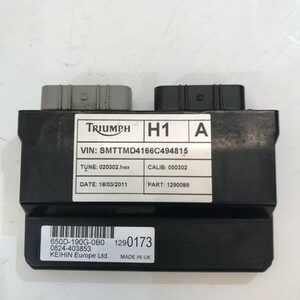 TRIUMPH H1 A
VIN: SMTTMD4166C494815
TUNE: 020302.hex CALIB: 050302
DATE: 18/03/2011 PART: 1290089
650D-190G-0B0 1290173
0824-403853
KEIHIN Europe Ltd. MADE IN UK